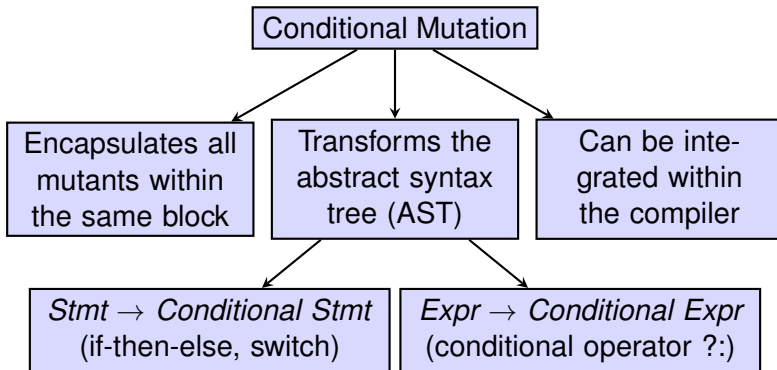 Conditional Mutation
Encapsulates all
mutants within
the same block
Transforms the
abstract syntax
tree (AST)
Can be inte-
grated within
the compiler
Stmt → Conditional Stmt
(if-then-else, switch)
Expr → Conditional Expr
(conditional operator ?:)